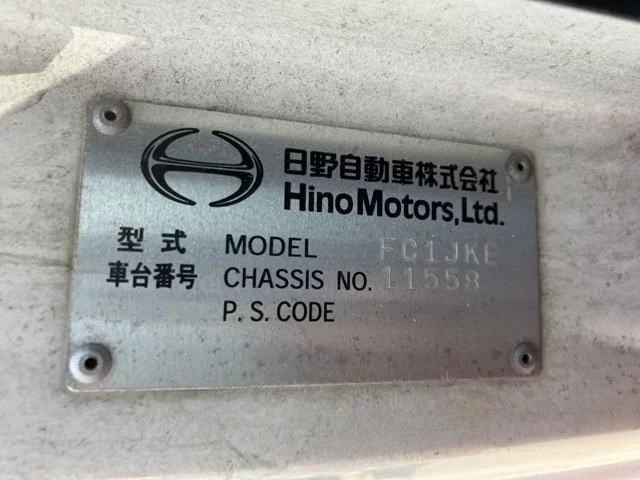 日野自動車株式会社
Hino Motors, Ltd.
型式 MODEL FC1JKE
車台番号 CHASSIS NO. 11558
P. S. CODE